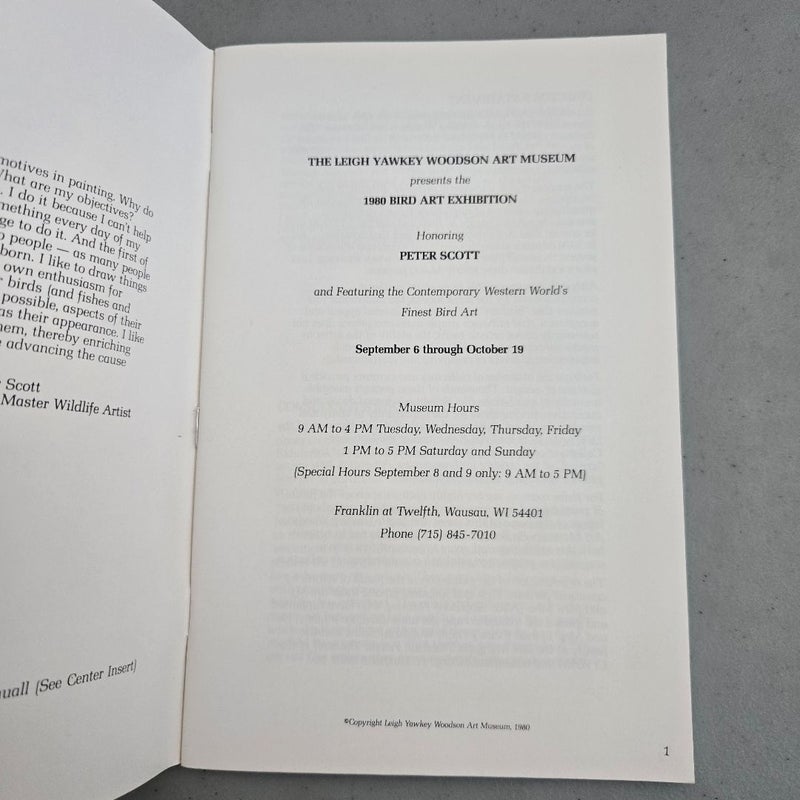 motives in painting. Why do
What are my objectives?
. I do it because I can't help
mething every day of my
ge to do it. And the first of
o people — as many people
born. I like to draw things
own enthusiasm for
birds (and fishes and
possible, aspects of their
as their appearance. I like
hem, thereby enriching
advancing the cause
Scott
Master Wildlife Artist
uall (See Center Insert)
THE LEIGH YAWKEY WOODSON ART MUSEUM
presents the
1980 BIRD ART EXHIBITION
Honoring
PETER SCOTT
and Featuring the Contemporary Western World's
Finest Bird Art
September 6 through October 19
Museum Hours
9 AM to 4 PM Tuesday, Wednesday, Thursday, Friday
1 PM to 5 PM Saturday and Sunday
(Special Hours September 8 and 9 only: 9 AM to 5 PM)
Franklin at Twelfth, Wausau, WI 54401
Phone (715) 845-7010
©Copyright Leigh Yawkey Woodson Art Museum, 1980
1